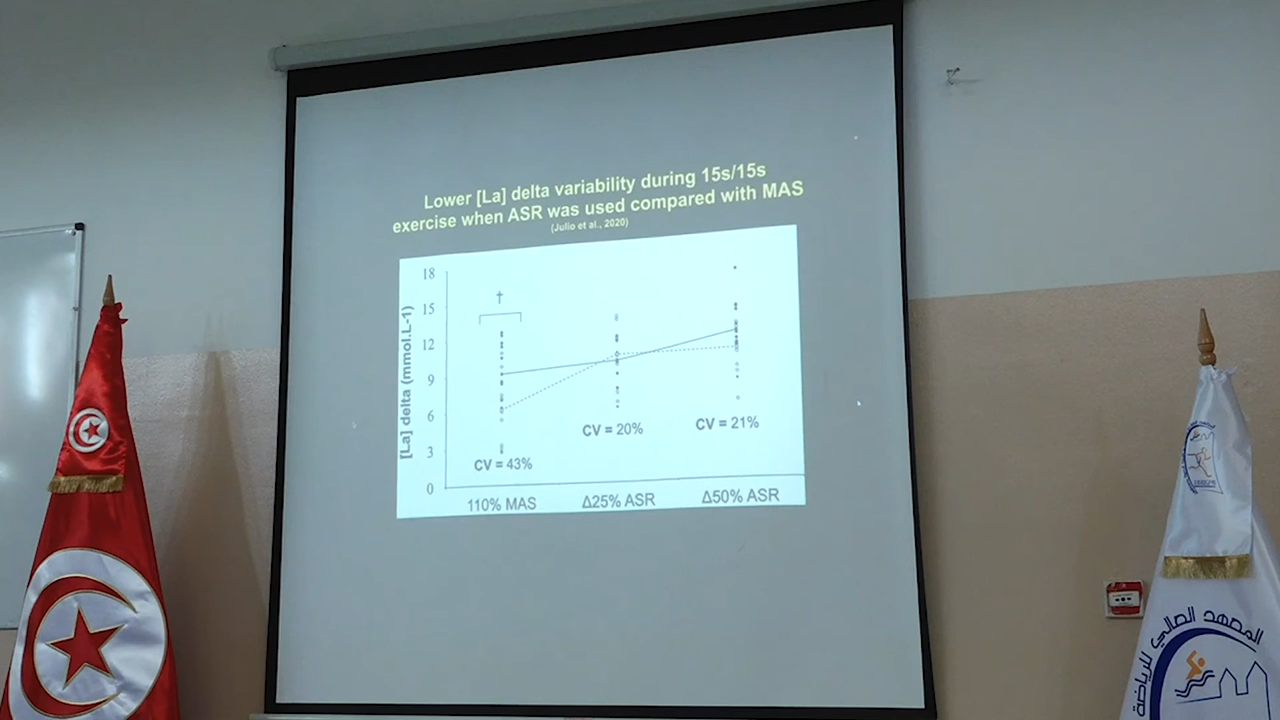 Lower [La] delta variability during 15s/15s
exercise when ASR was used compared with MAS
(Julio et al., 2020)
[La] delta (mmol.L-1)
18
15
12
9
6
3
0
†
CV = 43%
CV = 20%
CV = 21%
110% MAS
Δ25% ASR
Δ50% ASR
المعهد العالي للرياضة